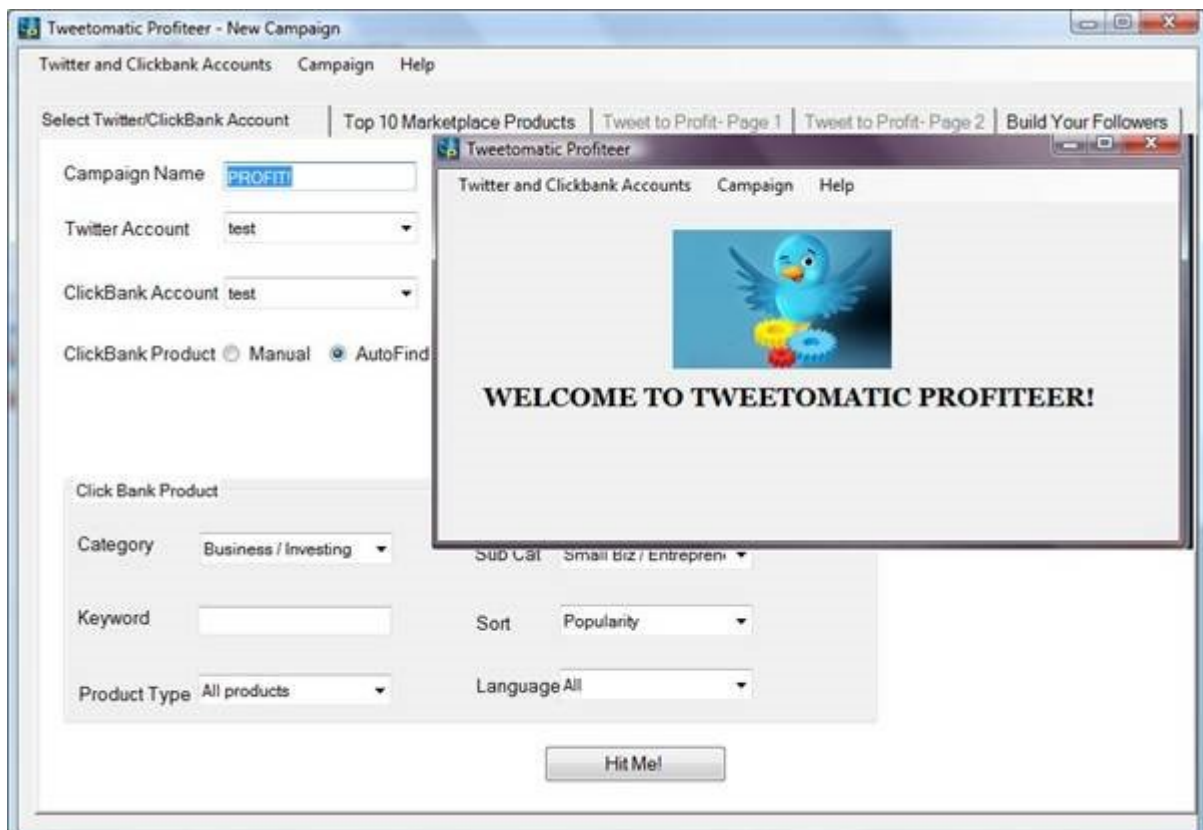 Tweetomatic Profiteer - New Campaign
Twitter and Clickbank Accounts Campaign Help
Select Twitter/ClickBank Account Top 10 Marketplace Products Tweet to Profit- Page 1 Tweet to Profit- Page 2 Build Your Followers
Campaign Name PROFIT!
Twitter Account test
ClickBank Account test
ClickBank Product Manual AutoFind
Tweetomatic Profiteer
Twitter and Clickbank Accounts Campaign Help
WELCOME TO TWEETOMATIC PROFITEER!
Click Bank Product
Category Business / Investing Sub Cat Small Biz / Entrepren
Keyword Sort Popularity
Product Type All products Language All
Hit Me!